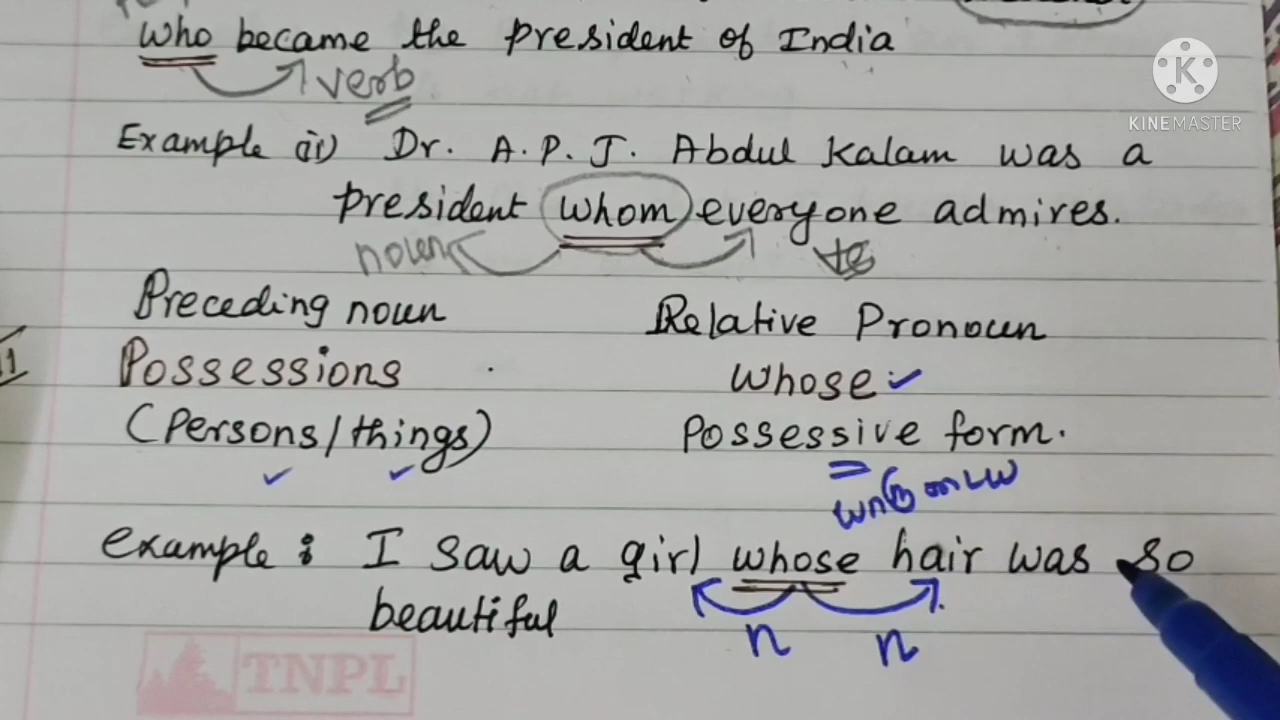 who became the president of India
verb
KINEMASTER
Example (ii) Dr. A.P.J. Abdul Kalam was a
president whom everyone admires.
noun
Preceding noun Relative Pronoun
Possessions whose
(Persons/things) Possessive form.
யாருடைய
example: I saw a girl whose hair was so
n n
beautiful
TNPL